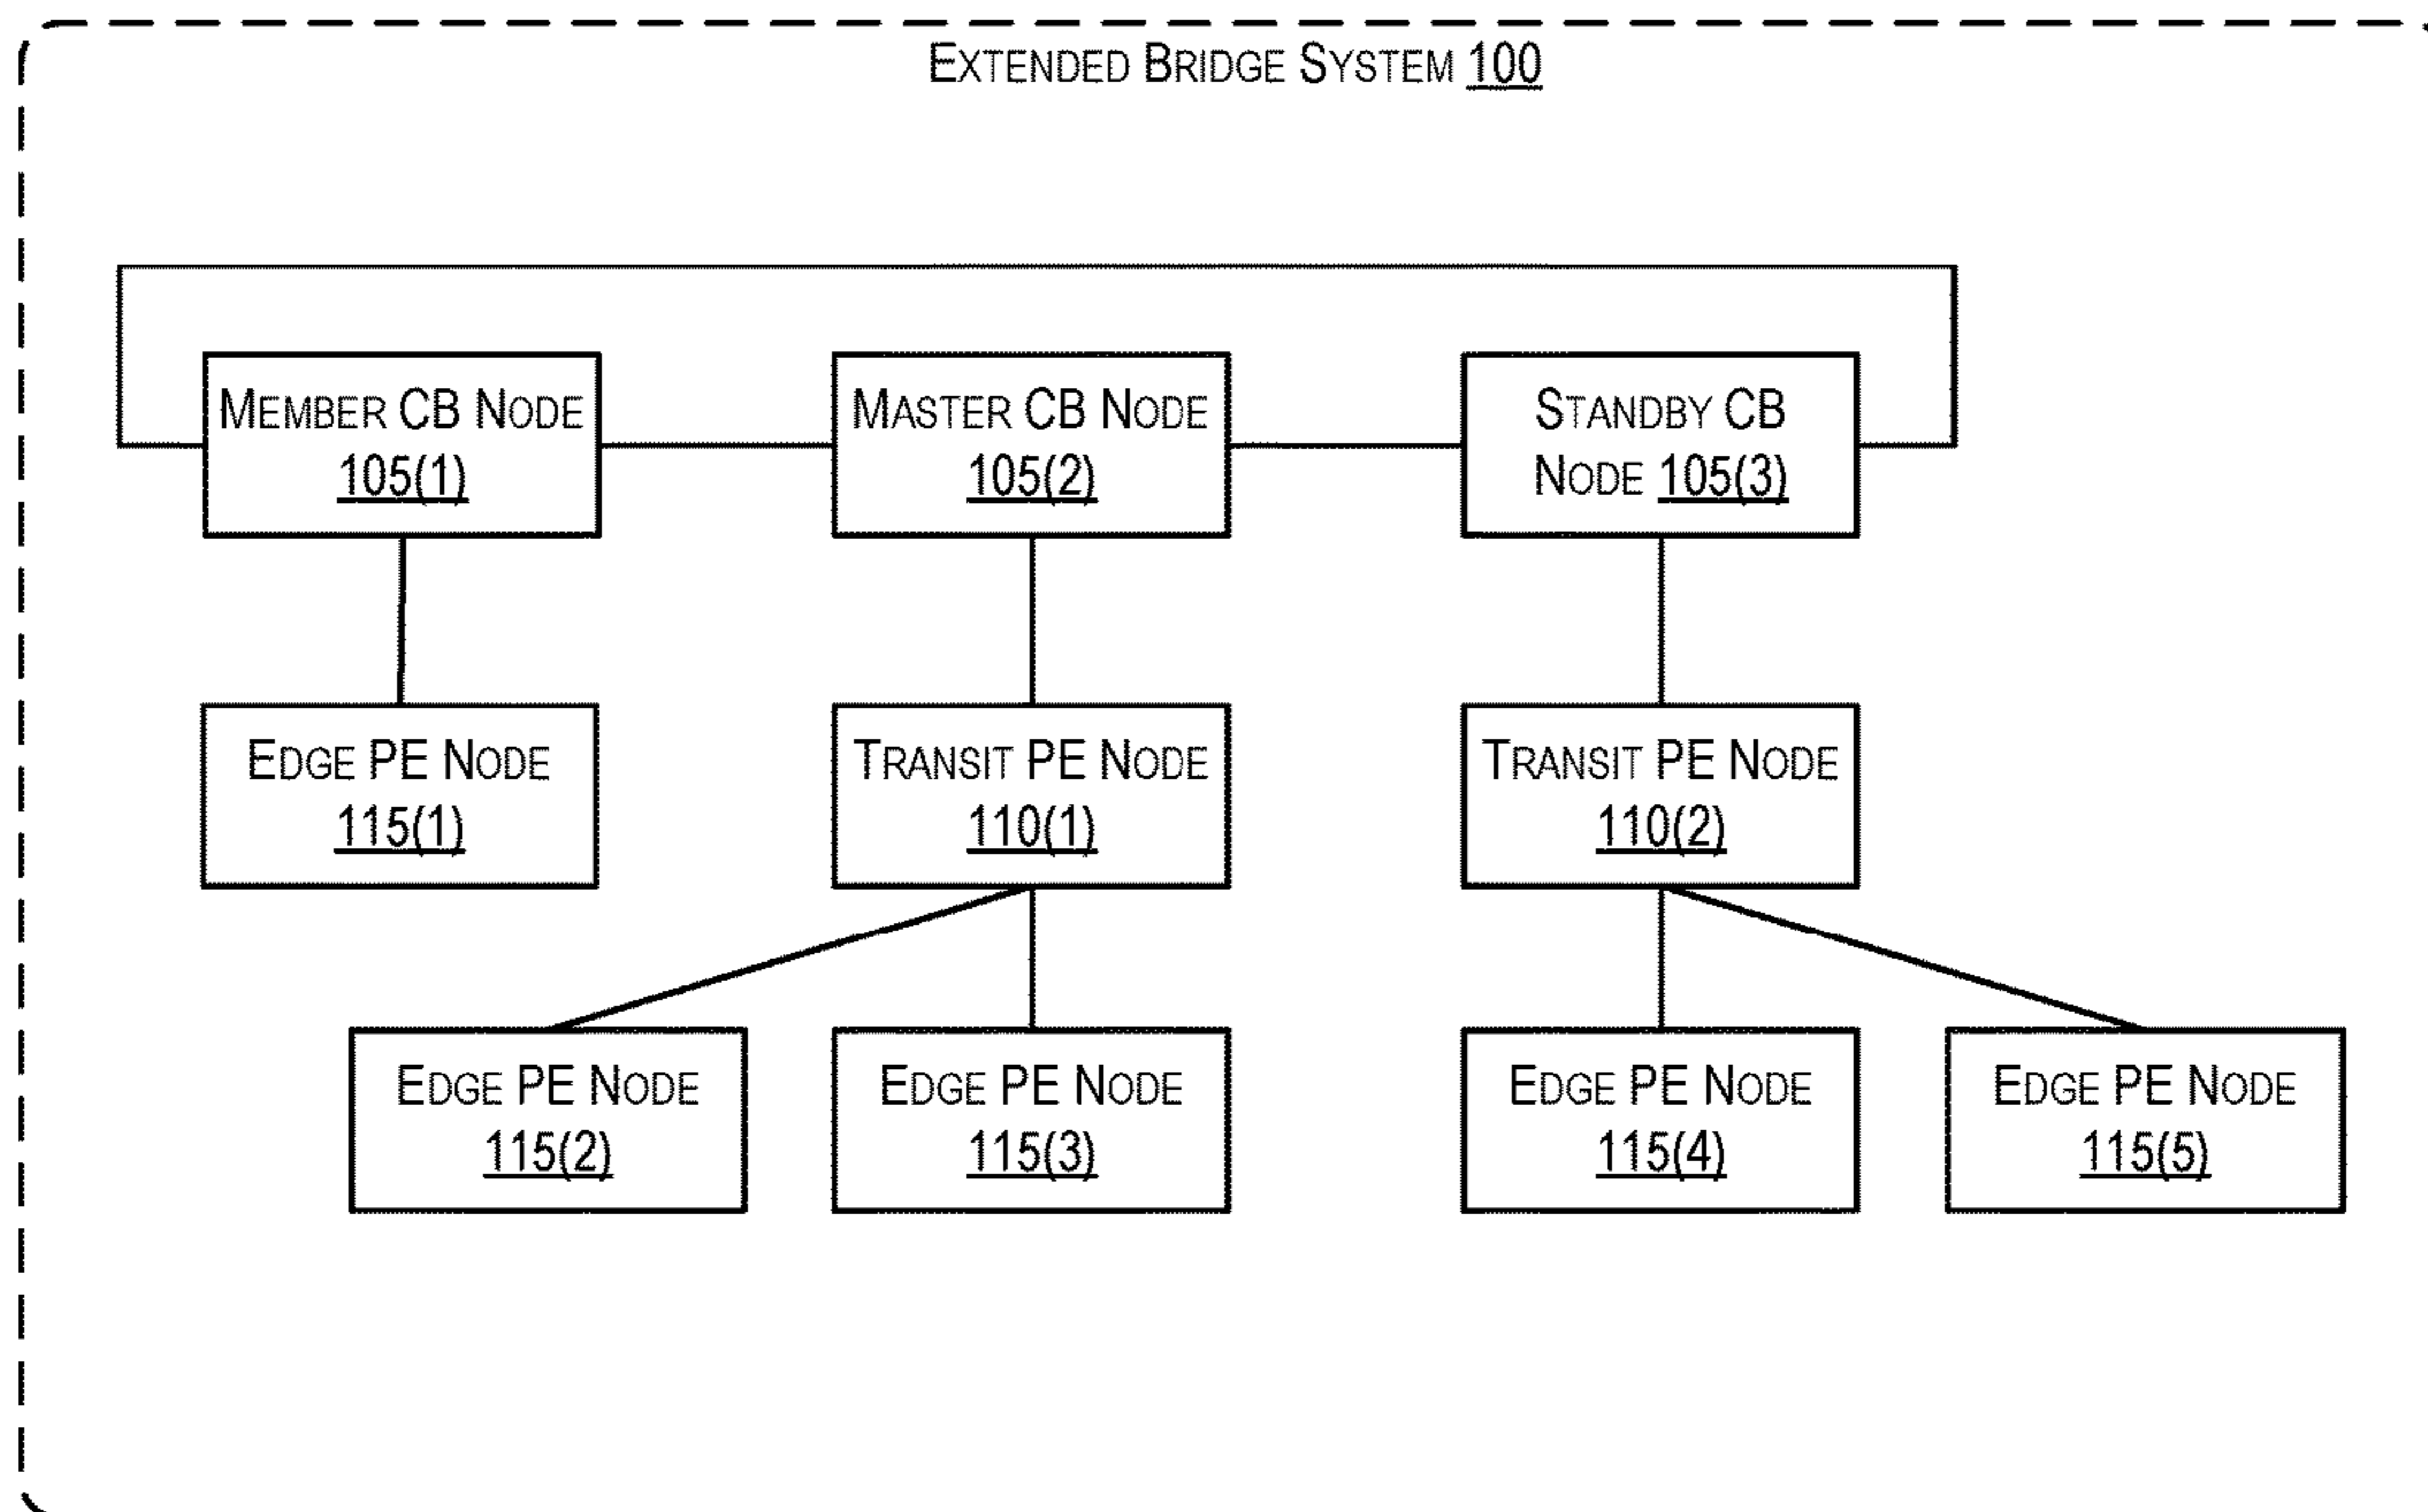 EXTENDED BRIDGE SYSTEM 100
MEMBER CB NODE
105(1)
MASTER CB NODE
105(2)
STANDBY CB
NODE 105(3)
EDGE PE NODE
115(1)
TRANSIT PE NODE
110(1)
TRANSIT PE NODE
110(2)
EDGE PE NODE
115(2)
EDGE PE NODE
115(3)
EDGE PE NODE
115(4)
EDGE PE NODE
115(5)